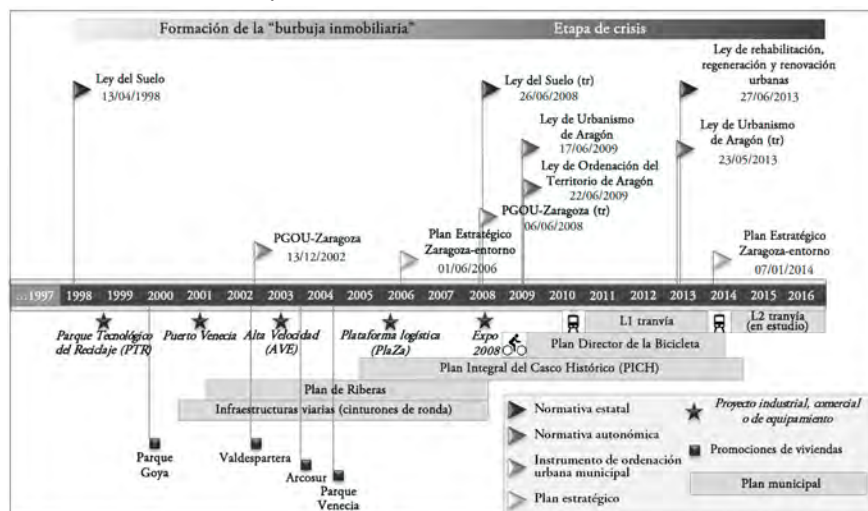 Formación de la “burbuja inmobiliaria”
Etapa de crisis
Ley del Suelo
13/04/1998
Ley del Suelo (tr)
26/06/2008
Ley de rehabilitación,
regeneración y renovación
urbanas
27/06/2013
Ley de Urbanismo
de Aragón
17/06/2009
Ley de Urbanismo
de Aragón (tr)
23/05/2013
Ley de Ordenación del
Territorio de Aragón
22/06/2009
PGOU-Zaragoza (tr)
06/06/2008
PGOU-Zaragoza
13/12/2002
Plan Estratégico
Zaragoza-entorno
01/06/2006
Plan Estratégico
Zaragoza-entorno
07/01/2014
...1997 1998 1999 2000 2001 2002 2003 2004 2005 2006 2007 2008 2009 2010 2011 2012 2013 2014 2015 2016
Parque Tecnológico
del Reciclaje (PTR)
Puerto Venecia
Alta Velocidad
(AVE)
Plataforma logística
(PlaZa)
Expo
2008
L1 tranvía
L2 tranvía
(en estudio)
Plan Director de la Bicicleta
Plan Integral del Casco Histórico (PICH)
Plan de Riberas
Infraestructuras viarias (cinturones de ronda)
Parque
Goya
Valdespartera
Arcosur
Parque
Venecia
Normativa estatal
Normativa autonómica
Instrumento de ordenación
urbana municipal
Plan estratégico
Proyecto industrial, comercial
o de equipamiento
Promociones de viviendas
Plan municipal